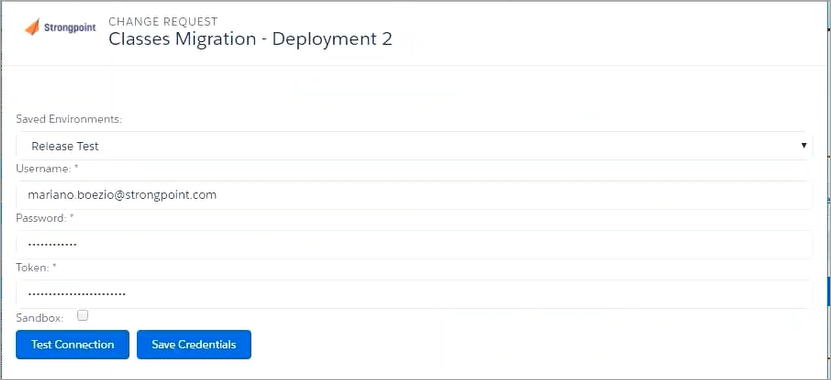 Strongpoint
CHANGE REQUEST
Classes Migration - Deployment 2
Saved Environments:
Release Test
Username: *
mariano.boezio@strongpoint.com
Password: *
••••••••••••
Token: *
••••••••••••••••••••••••
Sandbox:
Test Connection Save Credentials